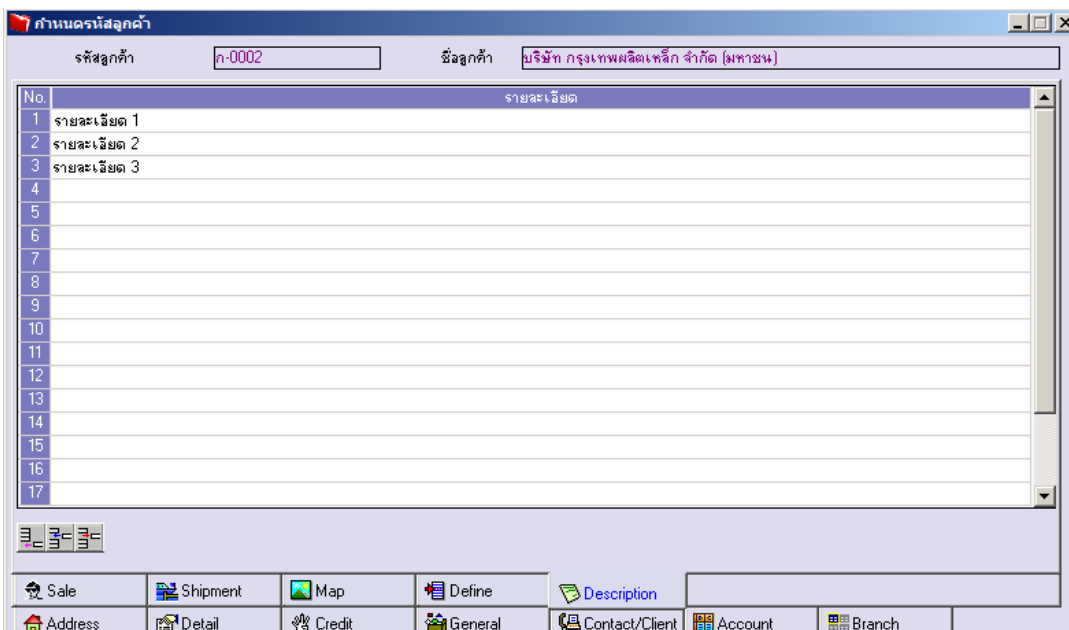 กำหนดรหัสลูกค้า
รหัสลูกค้า ก-0002 ชื่อลูกค้า บริษัท กรุงเทพผลิตเหล็ก จำกัด (มหาชน)
No. รายละเอียด
1 รายละเอียด 1
2 รายละเอียด 2
3 รายละเอียด 3
4
5
6
7
8
9
10
11
12
13
14
15
16
17
Sale Shipment Map Define Description
Address Detail Credit General Contact/Client Account Branch